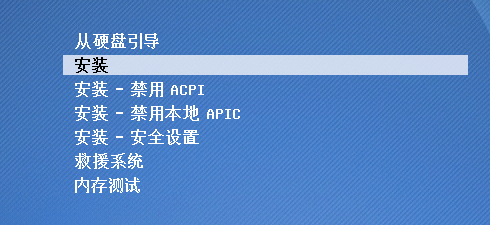 从硬盘引导
安装
安装 - 禁用 ACPI
安装 - 禁用本地 APIC
安装 - 安全设置
救援系统
内存测试